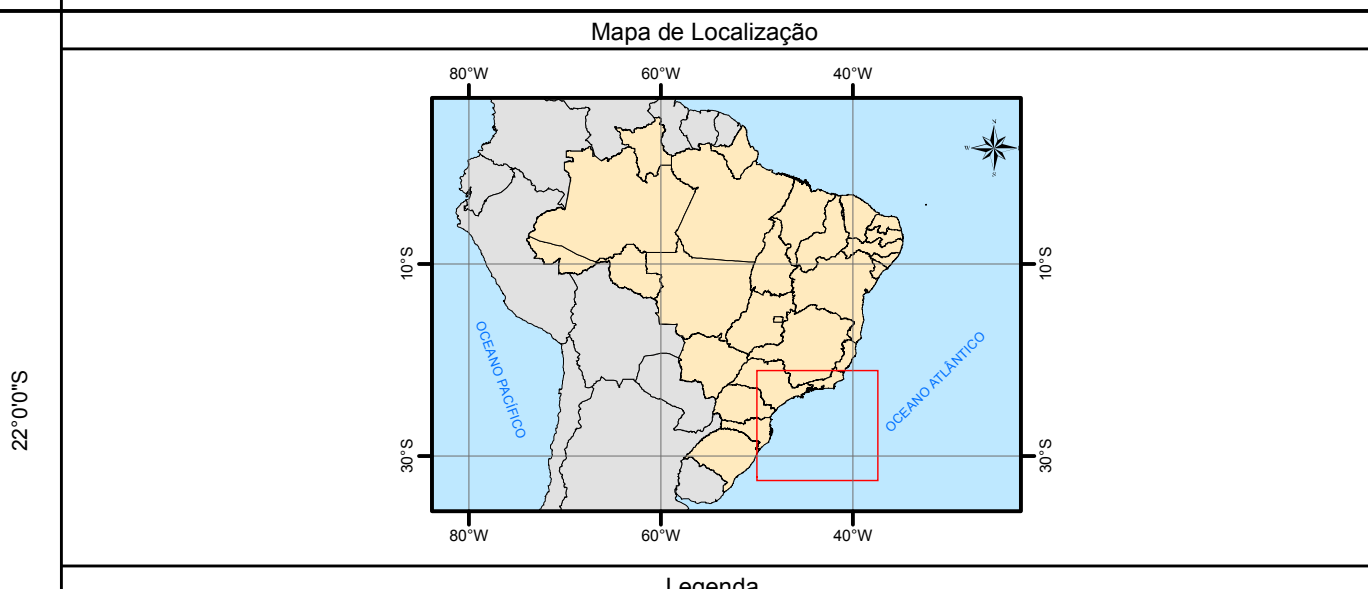 Mapa de Localização
80°W 60°W 40°W
N
W
S
10°S 10°S
OCEANO PACÍFICO
OCEANO ATLÂNTICO
22°0'0"S
30°S 30°S
80°W 60°W 40°W
Legenda